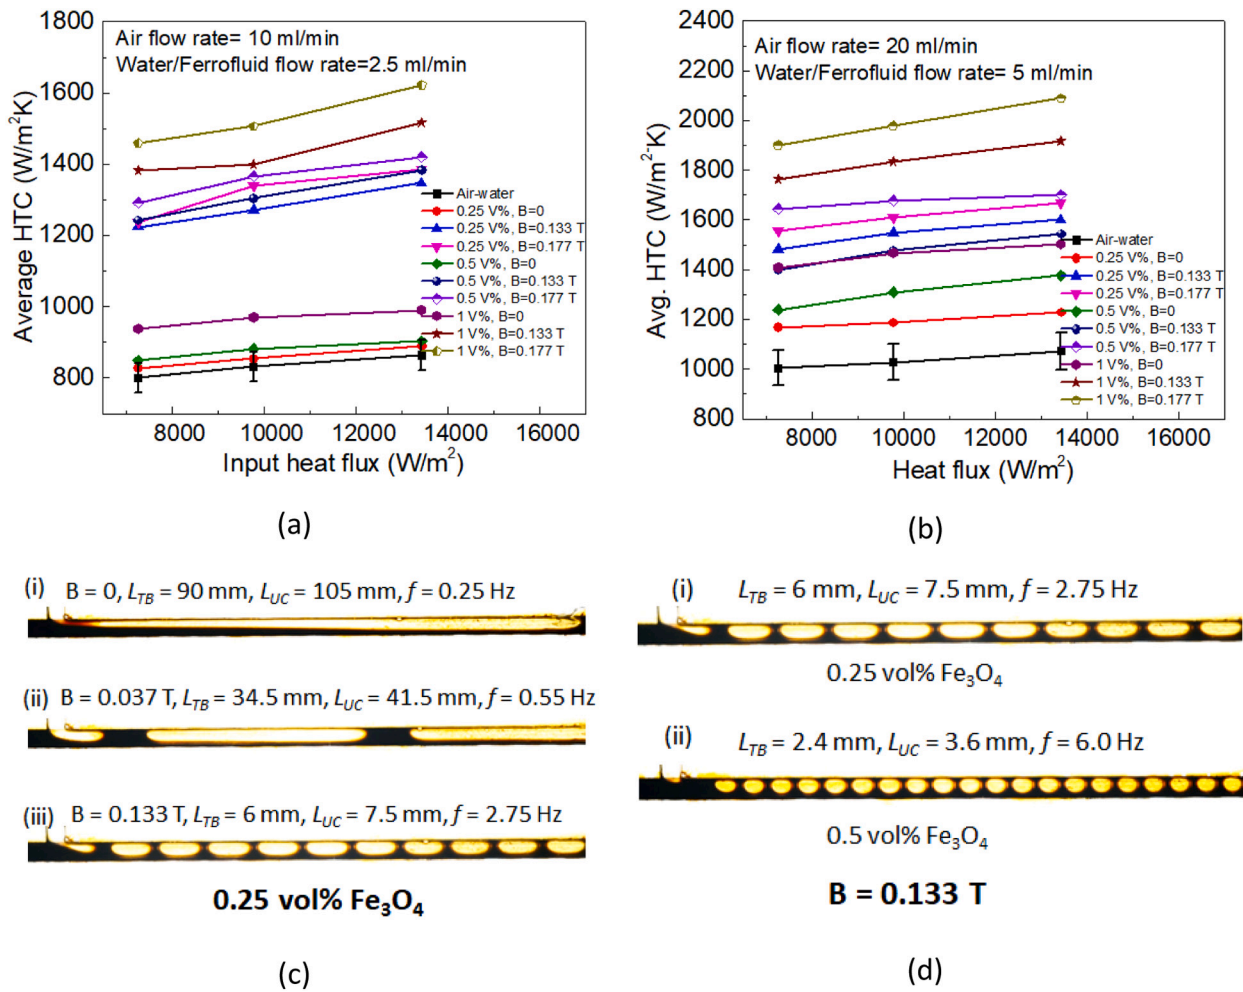 Air flow rate= 10 ml/min
Water/Ferrofluid flow rate=2.5 ml/min
1800
1600
1400
1200
1000
800
Average HTC (W/m²K)
Air-water
0.25 V%, B=0
0.25 V%, B=0.133 T
0.25 V%, B=0.177 T
0.5 V%, B=0
0.5 V%, B=0.133 T
0.5 V%, B=0.177 T
1 V%, B=0
1 V%, B=0.133 T
1 V%, B=0.177 T
8000 10000 12000 14000 16000
Input heat flux (W/m²)
(a)
Air flow rate= 20 ml/min
Water/Ferrofluid flow rate= 5 ml/min
2400
2200
2000
1800
1600
1400
1200
1000
800
Avg. HTC (W/m²-K)
Air-water
0.25 V%, B=0
0.25 V%, B=0.133 T
0.25 V%, B=0.177 T
0.5 V%, B=0
0.5 V%, B=0.133 T
0.5 V%, B=0.177 T
1 V%, B=0
1 V%, B=0.133 T
1 V%, B=0.177 T
8000 10000 12000 14000 16000
Heat flux (W/m²)
(b)
(i) B = 0, L_TB = 90 mm, L_UC = 105 mm, f = 0.25 Hz
(ii) B = 0.037 T, L_TB = 34.5 mm, L_UC = 41.5 mm, f = 0.55 Hz
(iii) B = 0.133 T, L_TB = 6 mm, L_UC = 7.5 mm, f = 2.75 Hz
0.25 vol% Fe₃O₄
(c)
(i) L_TB = 6 mm, L_UC = 7.5 mm, f = 2.75 Hz
0.25 vol% Fe₃O₄
(ii) L_TB = 2.4 mm, L_UC = 3.6 mm, f = 6.0 Hz
0.5 vol% Fe₃O₄
B = 0.133 T
(d)